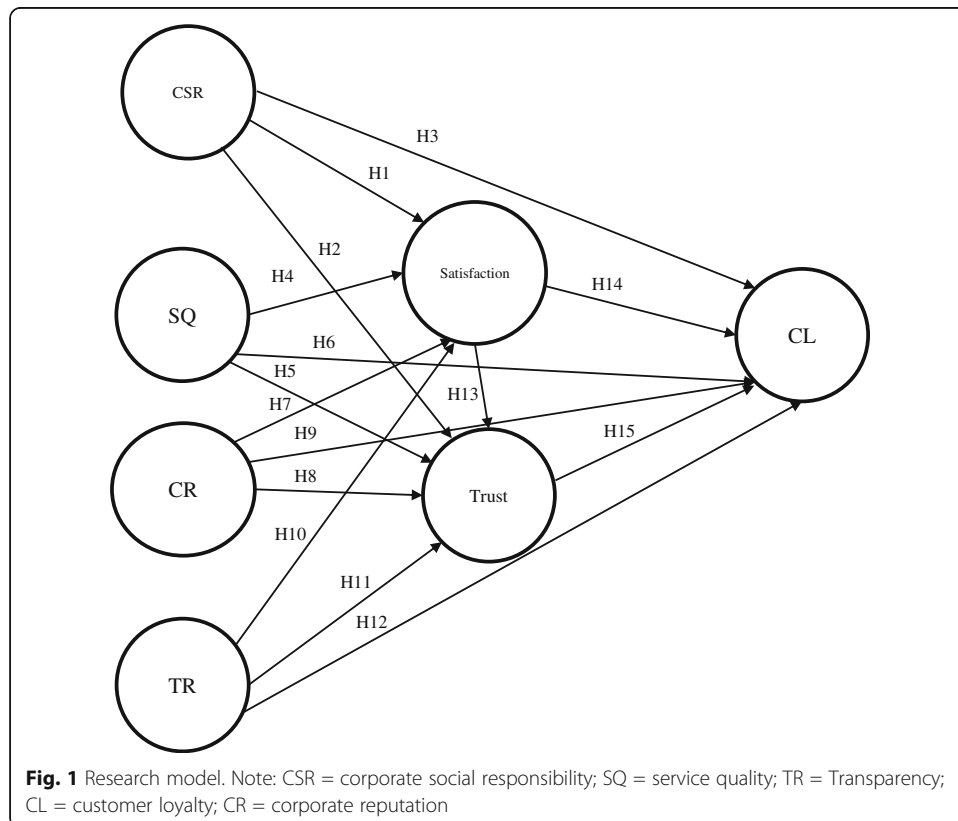 CSR
H3
H1
H2
Satisfaction
H4
H14
SQ
CL
H6
H5
H13
H7
H9
H15
CR
H8
Trust
H10
H11
H12
TR
Fig. 1 Research model. Note: CSR = corporate social responsibility; SQ = service quality; TR = Transparency;
CL = customer loyalty; CR = corporate reputation